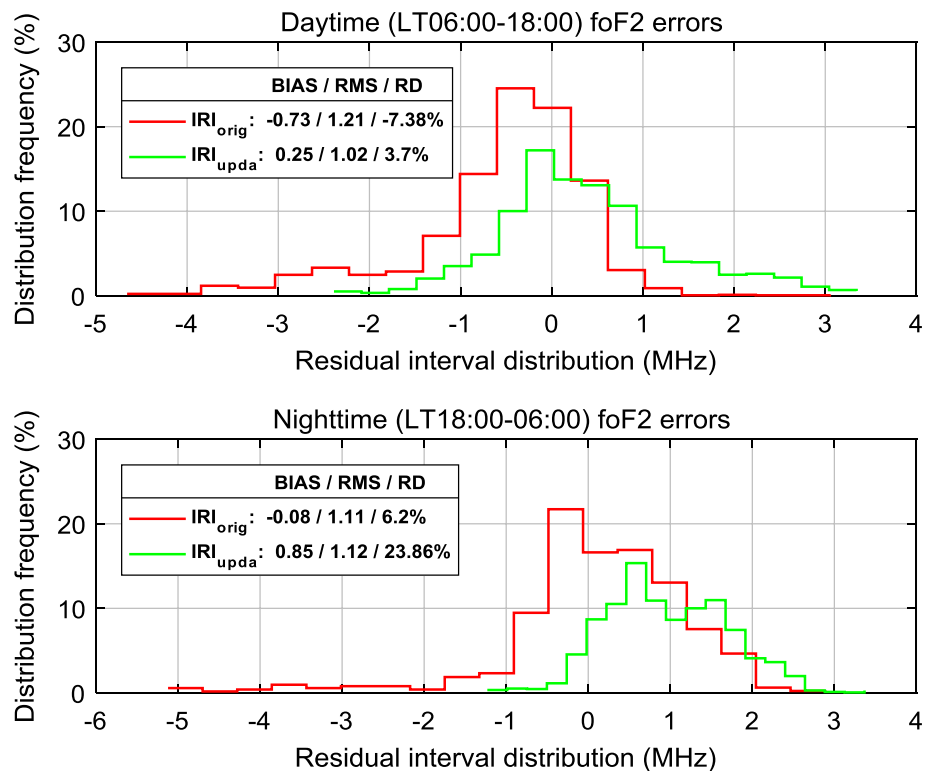 Daytime (LT06:00-18:00) foF2 errors
Distribution frequency (%)
30
20
10
0
BIAS / RMS / RD
IRI_orig: -0.73 / 1.21 / -7.38%
IRI_upda: 0.25 / 1.02 / 3.7%
-5 -4 -3 -2 -1 0 1 2 3 4
Residual interval distribution (MHz)
Nighttime (LT18:00-06:00) foF2 errors
Distribution frequency (%)
30
20
10
0
BIAS / RMS / RD
IRI_orig: -0.08 / 1.11 / 6.2%
IRI_upda: 0.85 / 1.12 / 23.86%
-6 -5 -4 -3 -2 -1 0 1 2 3 4
Residual interval distribution (MHz)